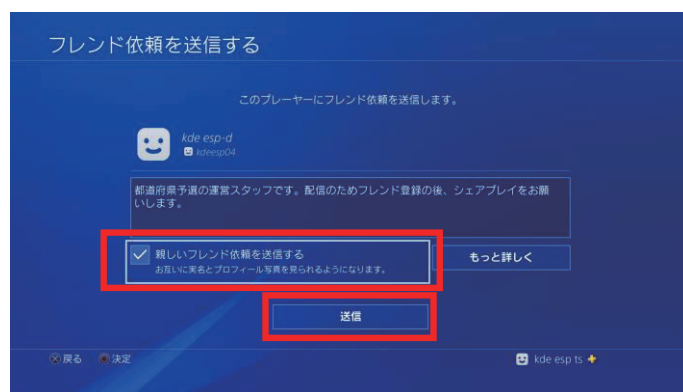 フレンド依頼を送信する
このプレーヤーにフレンド依頼を送信します。
kde esp-d
kdeesp04
都道府県予選の運営スタッフです。配信のためフレンド登録の後、シェアプレイをお願
いします。
親しいフレンド依頼を送信する
お互いに実名とプロフィール写真を見られるようになります。
もっと詳しく
送信
戻る 決定
kde esp ts